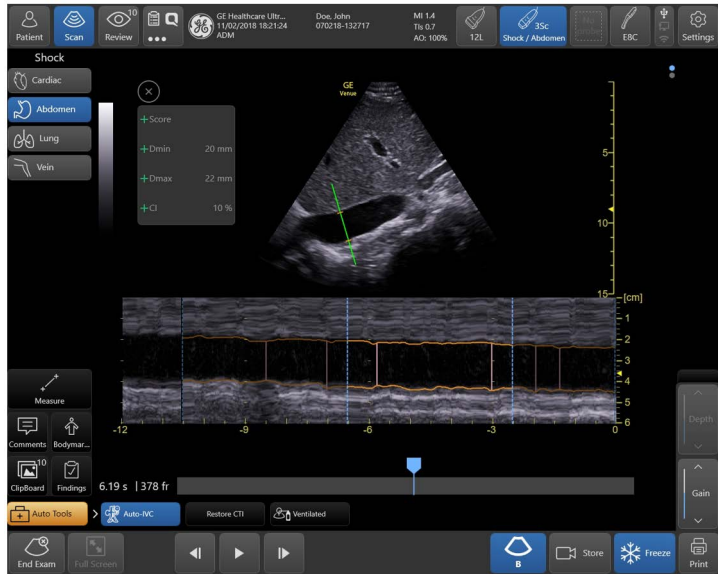 Patient
Scan
Review
10
GE Healthcare Ultr...
11/02/2018 18:21:24
ADM
Doe, John
070218-132717
MI 1.4
TIs 0.7
AO: 100%
12L
3Sc
Shock / Abdomen
E8C
Settings
Shock
Cardiac
Abdomen
Lung
Vein
GE
Venue
+Score
+Dmin 20 mm
+Dmax 22 mm
+CI 10 %
5
10
15
[cm]
1
2
3
4
5
6
-12 -9 -6 -3 0
Measure
Comments
Bodymar...
10
ClipBoard
Findings
6.19 s | 378 fr
Depth
Gain
Auto Tools > Auto-IVC
Restore CTI
Ventilated
End Exam
Full Screen
B
Store
Freeze
Print